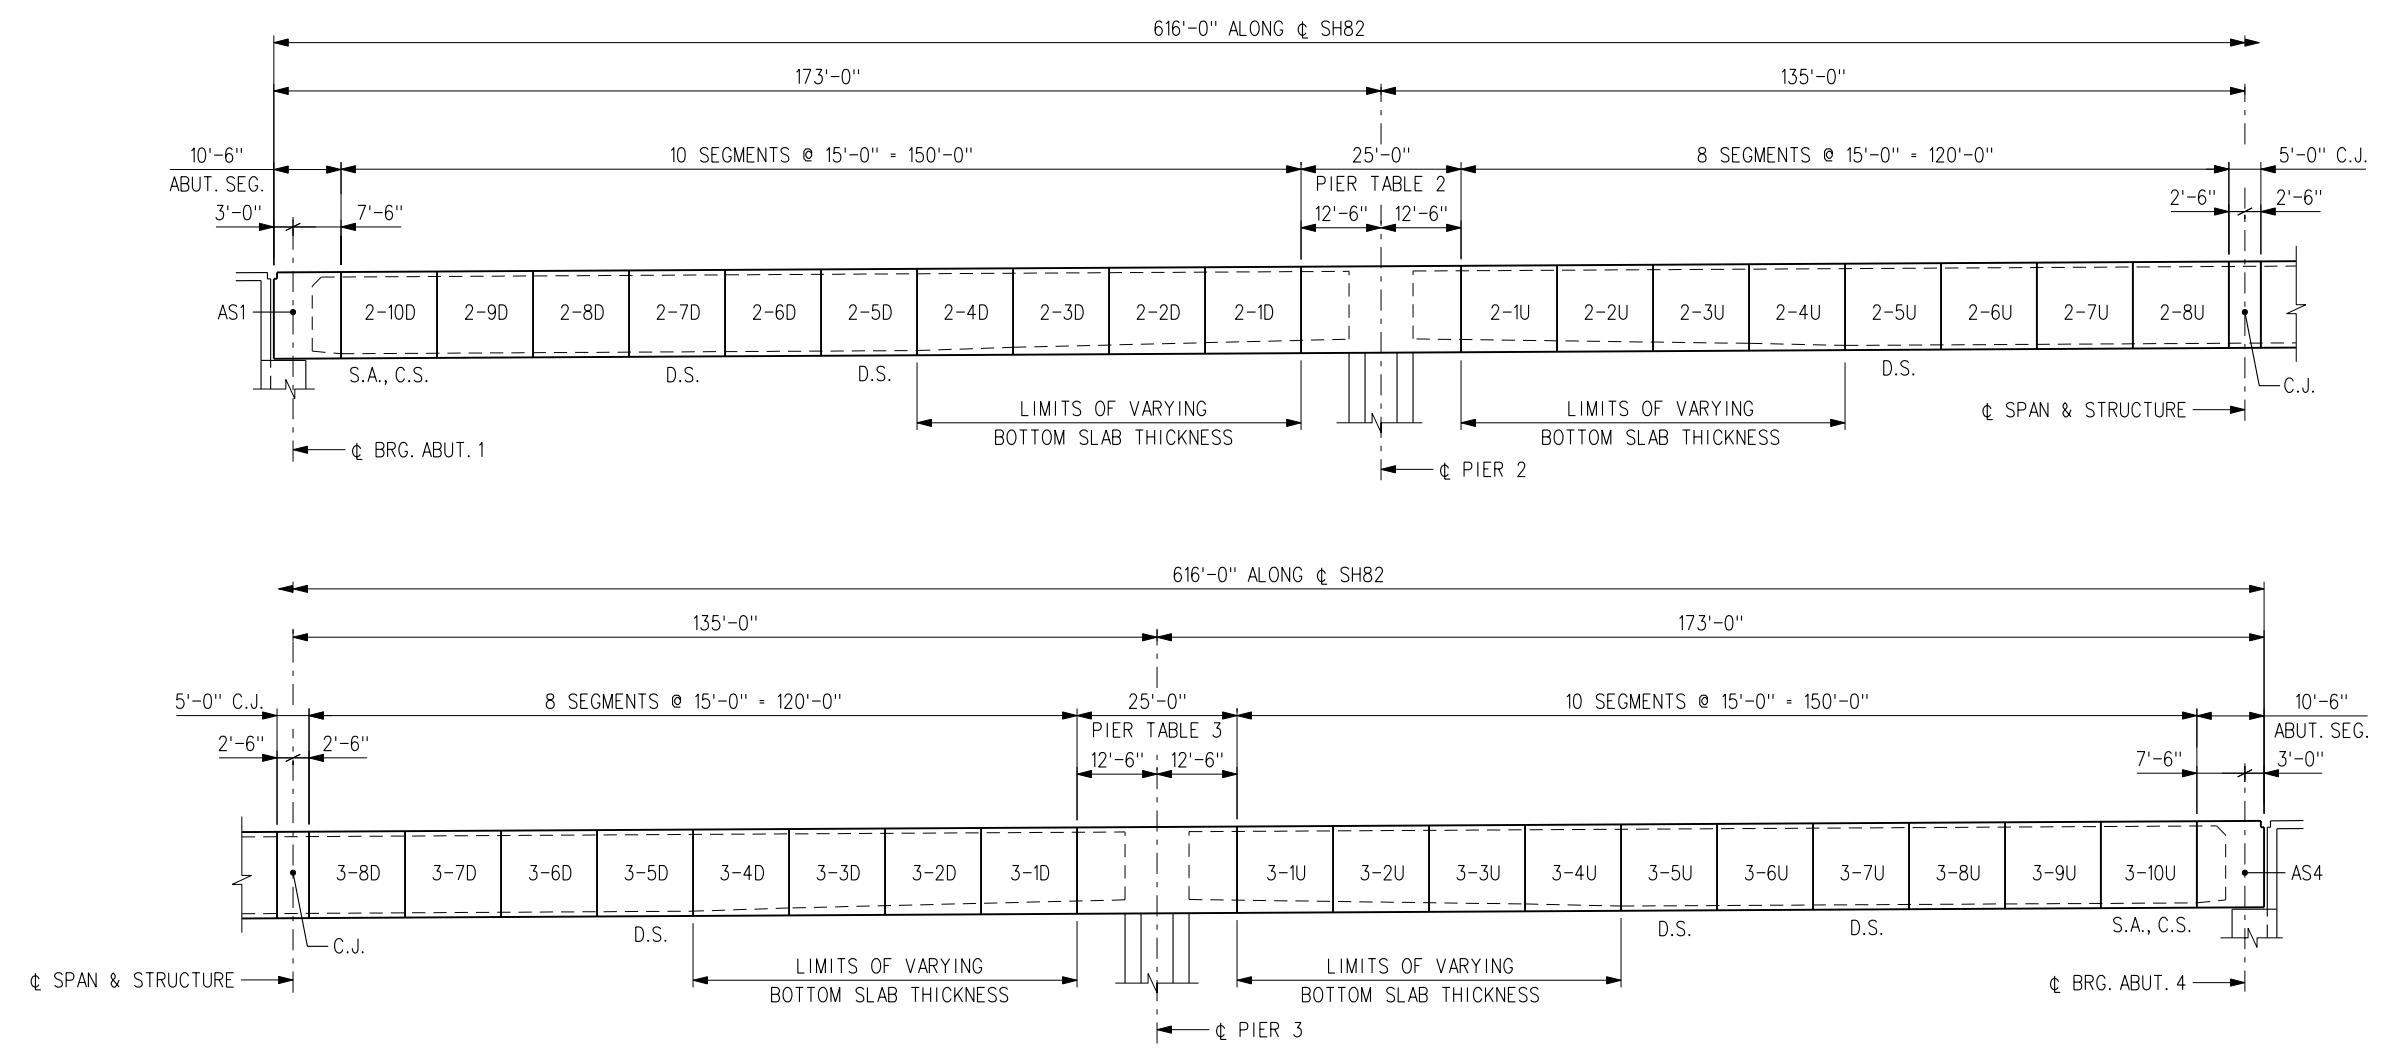 616'-0" ALONG ℄ SH82
173'-0" 135'-0"
10'-6" 10 SEGMENTS @ 15'-0" = 150'-0" 25'-0" 8 SEGMENTS @ 15'-0" = 120'-0" 5'-0" C.J.
ABUT. SEG. PIER TABLE 2
3'-0" 7'-6" 12'-6" 12'-6" 2'-6" 2'-6"
AS1 2-10D 2-9D 2-8D 2-7D 2-6D 2-5D 2-4D 2-3D 2-2D 2-1D 2-1U 2-2U 2-3U 2-4U 2-5U 2-6U 2-7U 2-8U
S.A., C.S. D.S. D.S. D.S. C.J.
LIMITS OF VARYING LIMITS OF VARYING ℄ SPAN & STRUCTURE
BOTTOM SLAB THICKNESS BOTTOM SLAB THICKNESS
℄ BRG. ABUT. 1
℄ PIER 2
616'-0" ALONG ℄ SH82
135'-0" 173'-0"
5'-0" C.J. 8 SEGMENTS @ 15'-0" = 120'-0" 25'-0" 10 SEGMENTS @ 15'-0" = 150'-0" 10'-6"
PIER TABLE 3 ABUT. SEG.
2'-6" 2'-6" 12'-6" 12'-6" 7'-6" 3'-0"
3-8D 3-7D 3-6D 3-5D 3-4D 3-3D 3-2D 3-1D 3-1U 3-2U 3-3U 3-4U 3-5U 3-6U 3-7U 3-8U 3-9U 3-10U AS4
C.J. D.S. D.S. D.S. S.A., C.S.
LIMITS OF VARYING LIMITS OF VARYING
℄ SPAN & STRUCTURE BOTTOM SLAB THICKNESS BOTTOM SLAB THICKNESS ℄ BRG. ABUT. 4
℄ PIER 3